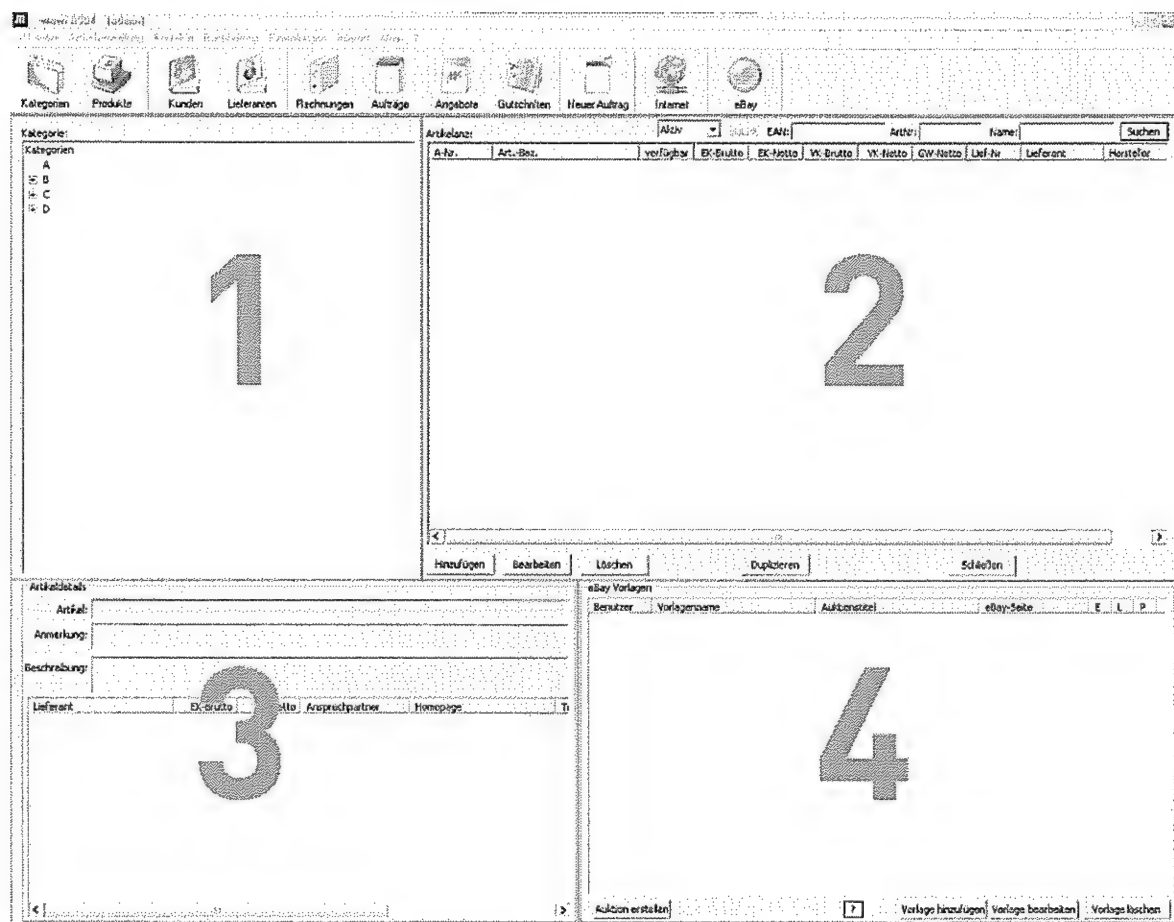 Kategorien Produkte Kunden Lieferanten Rechnungen Aufträge Angebote Gutschriften Neuer Auftrag Internet eBay
Kategorie:
Kategorien
A
B
C
D
1
Aktiv EAN: ArtNr: Name: Suchen
A-Nr. Art.-Bez. verfügbar EK-Brutto EK-Netto VK-Brutto VK-Netto GW-Netto Lief-Nr Lieferant Hersteller
2
Hinzufügen Bearbeiten Löschen Duplizieren Schließen
Artikeldetails
Artikel:
Anmerkung:
Beschreibung:
Lieferant EK-Brutto etto Ansprechpartner Homepage
3
eBay Vorlagen
Benutzer Vorlagenname Auktionstitel eBay-Seite E L P
4
Auktion erstellen ? Vorlage hinzufügen Vorlage bearbeiten Vorlage löschen